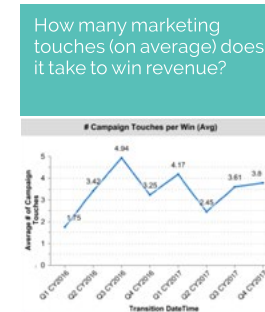 How many marketing
touches (on average) does
it take to win revenue?
# Campaign Touches per Win (Avg)
Average # of Campaign
Touches
5
4
3
2
1
0
1.75
3.42
4.94
3.25
4.17
2.45
3.61
3.8
Q1 CY2016
Q2 CY2016
Q3 CY2016
Q4 CY2016
Q1 CY2017
Q2 CY2017
Q3 CY2017
Q4 CY2017
Transition DateTime